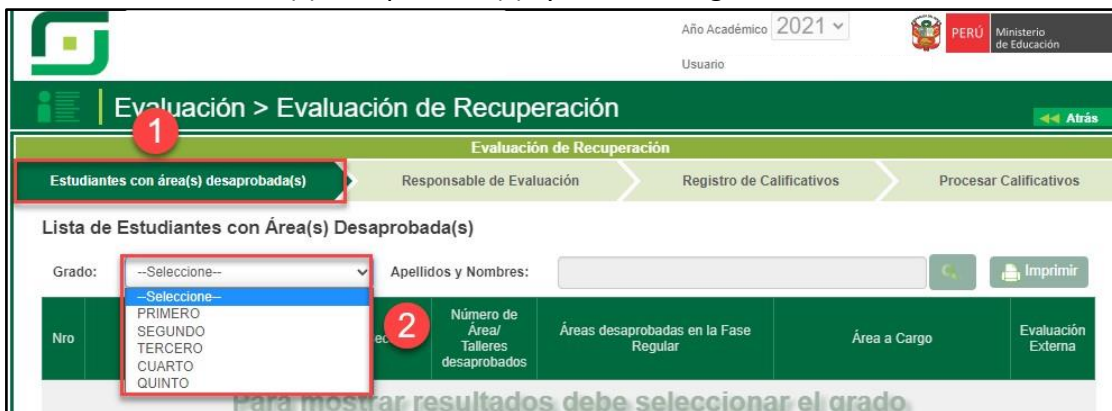 Año Académico 2021
PERÚ Ministerio de Educación
Usuario
Evaluación > Evaluación de Recuperación
Atrás
1
Evaluación de Recuperación
Estudiantes con área(s) desaprobada(s) Responsable de Evaluación Registro de Calificativos Procesar Calificativos
Lista de Estudiantes con Área(s) Desaprobada(s)
Grado: --Seleccione-- Apellidos y Nombres: Imprimir
--Seleccione--
PRIMERO
SEGUNDO
TERCERO
CUARTO
QUINTO
2
Nro
Número de
Área/
Talleres
desaprobados
Áreas desaprobadas en la Fase
Regular
Área a Cargo
Evaluación
Externa
Para mostrar resultados debe seleccionar el grado